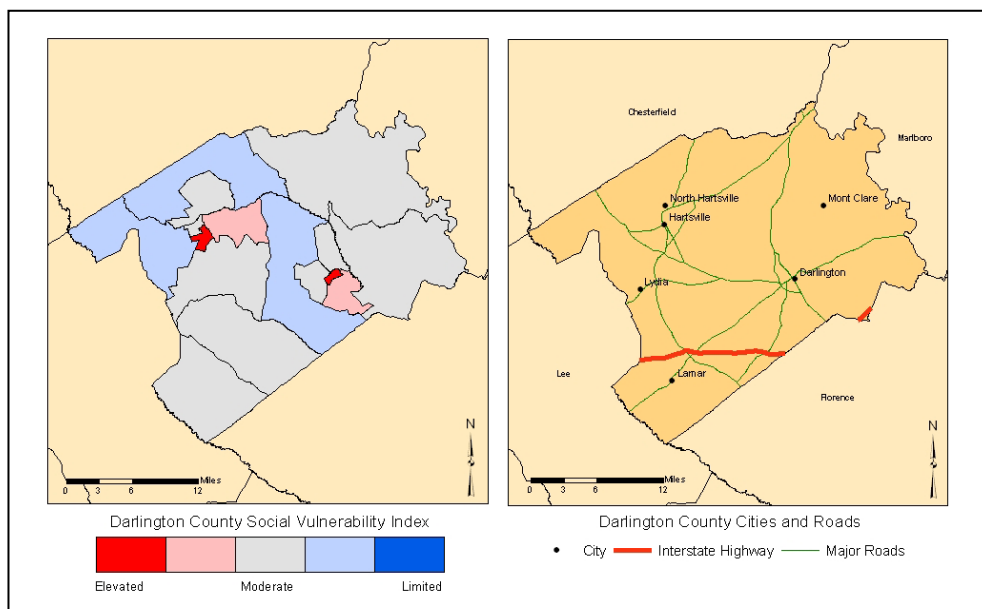 N
Miles
0 3 6 12
Darlington County Social Vulnerability Index
Elevated Moderate Limited
Chesterfield
Marlboro
North Hartsville
Mont Clare
Hartsville
Darlington
Lydia
Lee
Lamar
Florence
N
Miles
0 3 6 12
Darlington County Cities and Roads
City Interstate Highway Major Roads